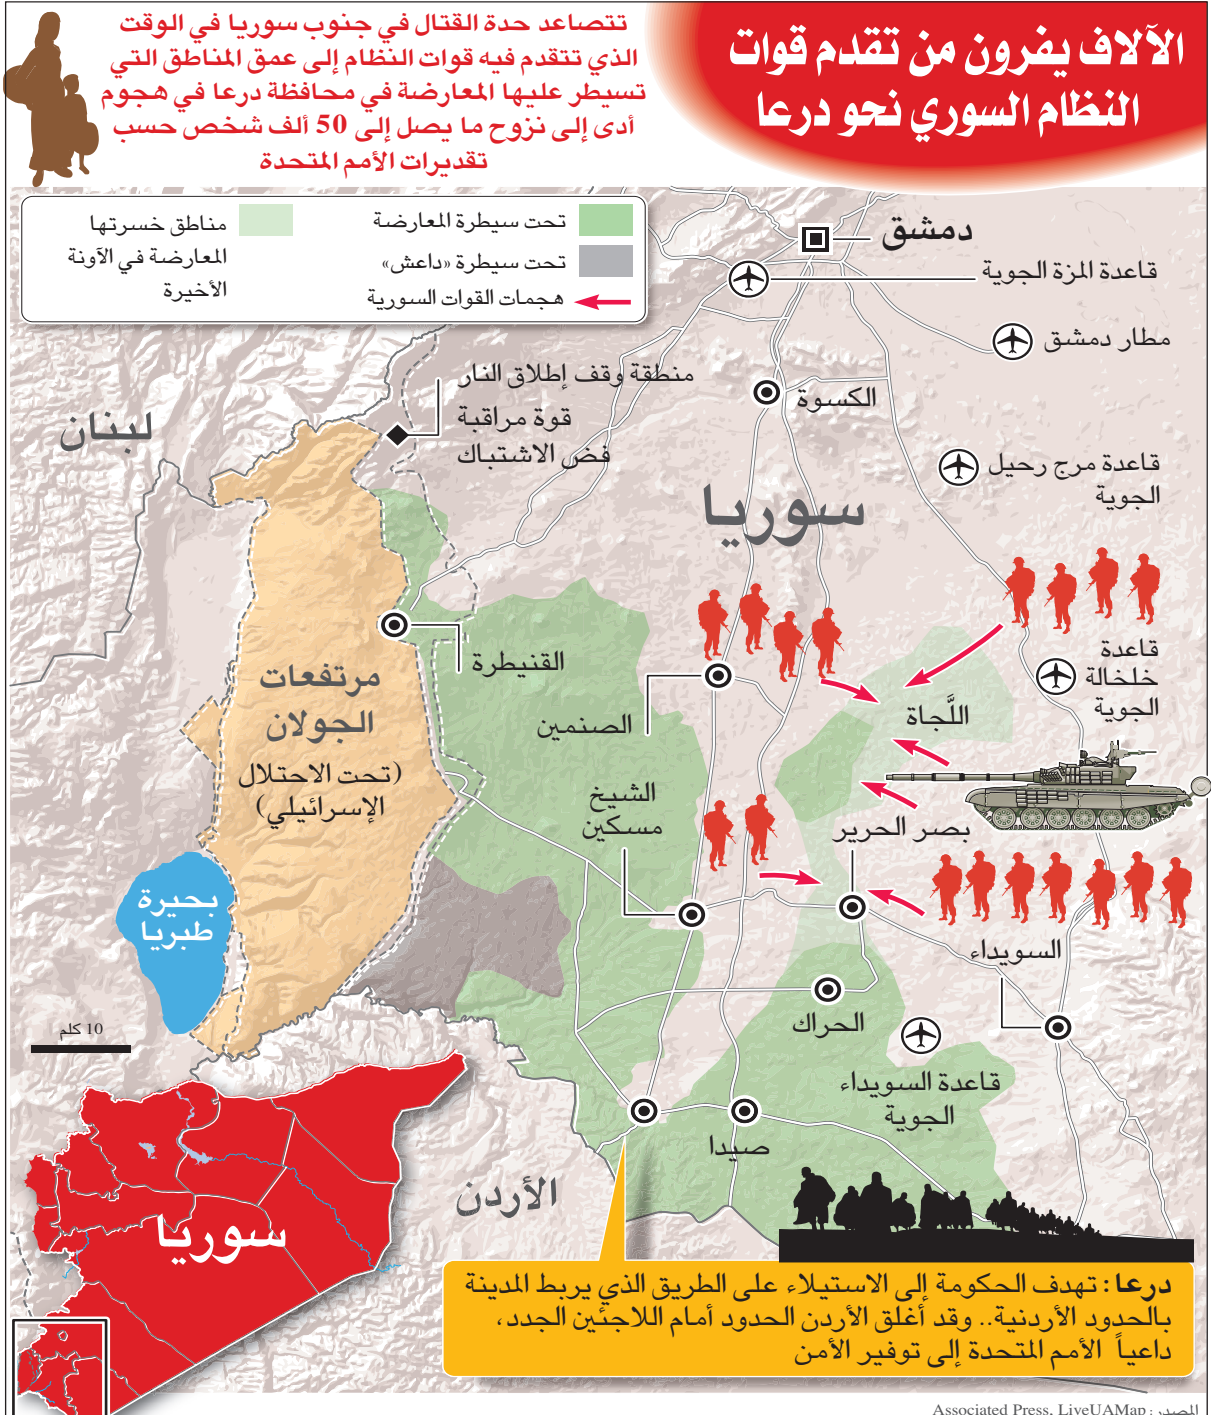 الآلاف يفرون من تقدم قوات
النظام السوري نحو درعا
تتصاعد حدة القتال في جنوب سوريا في الوقت
الذي تتقدم فيه قوات النظام إلى عمق المناطق التي
تسيطر عليها المعارضة في محافظة درعا في هجوم
أدى إلى نزوح ما يصل إلى 50 ألف شخص حسب
تقديرات الأمم المتحدة
تحت سيطرة المعارضة
تحت سيطرة «داعش»
هجمات القوات السورية
مناطق خسرتها
المعارضة في الآونة
الأخيرة
دمشق
قاعدة المزة الجوية
مطار دمشق
الكسوة
منطقة وقف إطلاق النار
قوة مراقبة
فض الاشتباك
لبنان
قاعدة مرج رحيل
الجوية
سوريا
قاعدة
خلخالة
الجوية
القنيطرة
مرتفعات
الجولان
(تحت الاحتلال
الإسرائيلي)
الصنمين
اللَّجاة
الشيخ
مسكين
بصر الحرير
بحيرة
طبريا
السويداء
الحراك
10 كلم
قاعدة السويداء
الجوية
صيدا
الأردن
سوريا
درعا: تهدف الحكومة إلى الاستيلاء على الطريق الذي يربط المدينة
بالحدود الأردنية.. وقد أغلق الأردن الحدود أمام اللاجئين الجدد،
داعياً الأمم المتحدة إلى توفير الأمن
المصدر: Associated Press, LiveUAMap